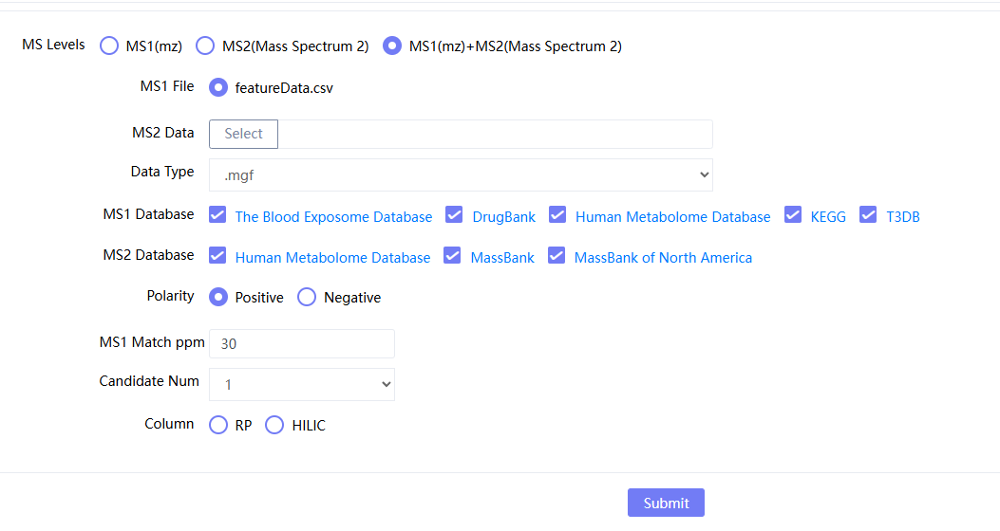 MS Levels MS1(mz) MS2(Mass Spectrum 2) MS1(mz)+MS2(Mass Spectrum 2)
MS1 File featureData.csv
MS2 Data Select
Data Type .mgf
MS1 Database The Blood Exposome Database DrugBank Human Metabolome Database KEGG T3DB
MS2 Database Human Metabolome Database MassBank MassBank of North America
Polarity Positive Negative
MS1 Match ppm 30
Candidate Num 1
Column RP HILIC
Submit